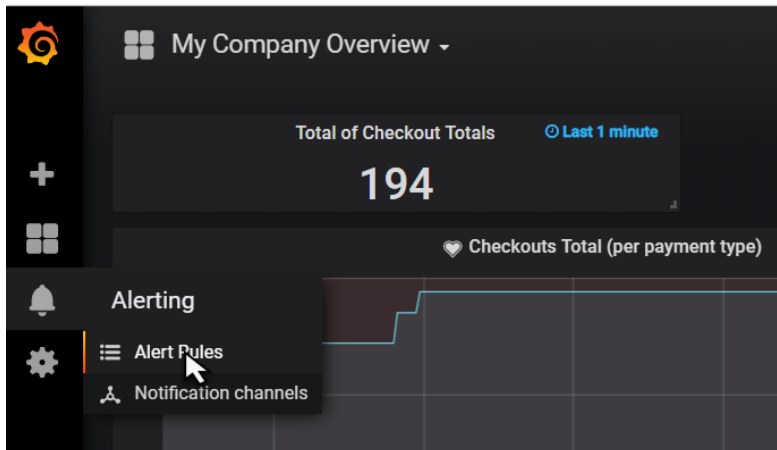 My Company Overview
Total of Checkout Totals
Last 1 minute
194
Checkouts Total (per payment type)
Alerting
Alert Rules
Notification channels